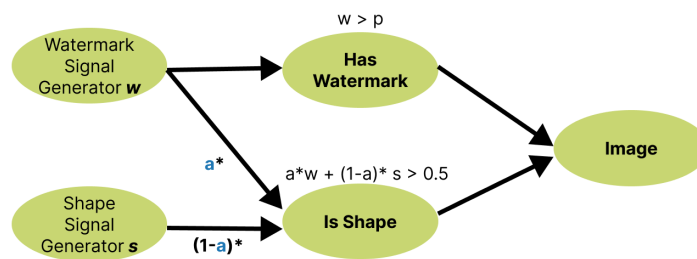 w > p
Watermark
Signal
Generator w
Has
Watermark
Image
a*
a*w + (1-a)* s > 0.5
Shape
Signal
Generator s
(1-a)*
Is Shape